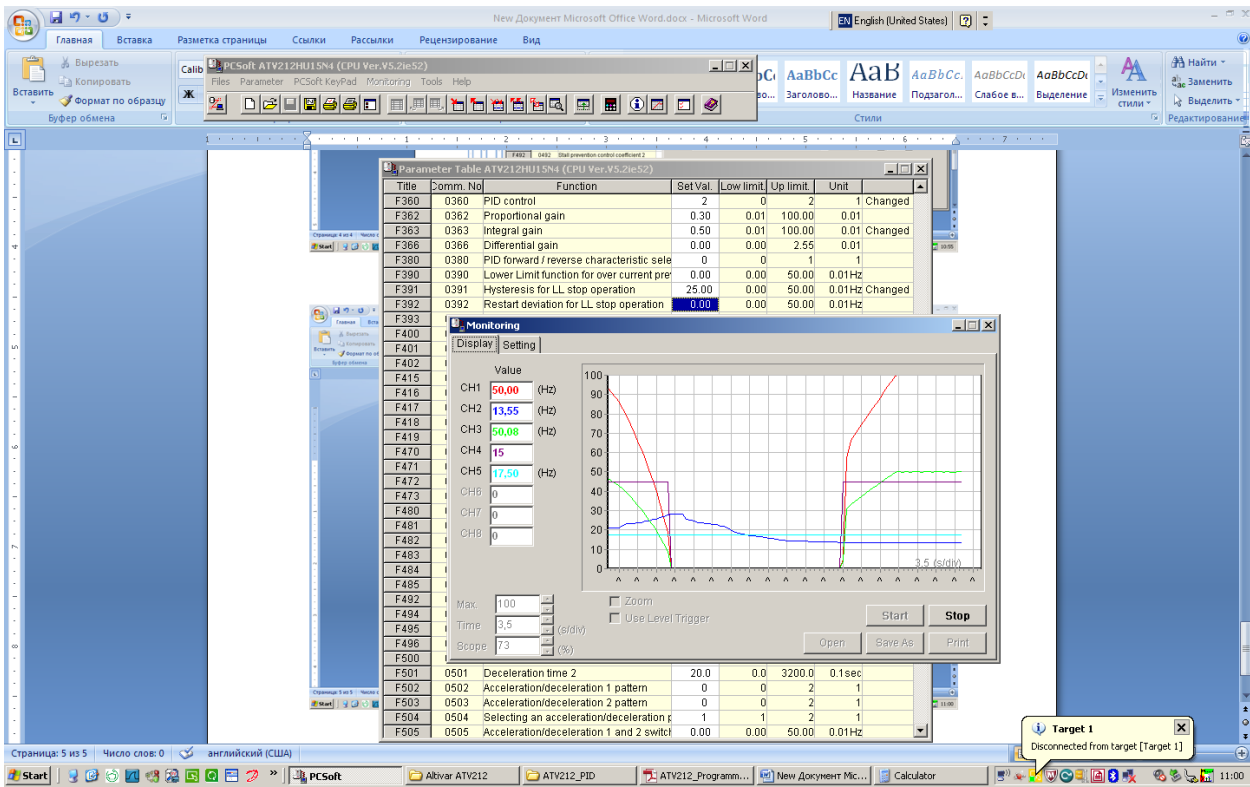 New Документ Microsoft Office Word.docx - Microsoft Word
EN English (United States)
Главная Вставка Разметка страницы Ссылки Рассылки Рецензирование Вид
Вставить
Вырезать
Копировать
Формат по образцу
Буфер обмена
Calib
Ж
AaBbCc АаВ AaBbCc. AaBbCcDι AaBbCcDι
Заголово... Название Подзагол... Слабое в... Выделение
Изменить стили
Стили
Найти
Заменить
Выделить
Редактирование
PCSoft ATV212HU15N4 (CPU Ver.V5.2ie52)
Files Parameter PCSoft KeyPad Monitoring Tools Help
F492 0492 Stall prevention control coefficient 2
Parameter Table ATV212HU15N4 (CPU Ver.V5.2ie52)
Title Comm. No Function Set Val. Low limit. Up limit. Unit
F360 0360 PID control 2 0 2 1 Changed
F362 0362 Proportional gain 0.30 0.01 100.00 0.01
F363 0363 Integral gain 0.50 0.01 100.00 0.01 Changed
F366 0366 Differential gain 0.00 0.00 2.55 0.01
F380 0380 PID forward / reverse characteristic sele 0 0 1 1
F390 0390 Lower Limit function for over current pre 0.00 0.00 50.00 0.01Hz
F391 0391 Hysteresis for LL stop operation 25.00 0.00 50.00 0.01Hz Changed
F392 0392 Restart deviation for LL stop operation 0.00 0.00 50.00 0.01Hz
F393
F400
F401
F402
F415
F416
F417
F418
F419
F470
F471
F472
F473
F480
F481
F482
F483
F484
F485
F492
F494
F495
F496
F500
Monitoring
Display Setting
Value
CH1 50,00 (Hz)
CH2 13,55 (Hz)
CH3 50,08 (Hz)
CH4 15
CH5 17,50 (Hz)
CH6 0
CH7 0
CH8 0
100
90
80
70
60
50
40
30
20
10
0
3.5 (s/div)
Max. 100
Time 3,5 (s/div)
Scope 73 (%)
Zoom
Use Level Trigger
Start Stop
Open Save As Print
F501 0501 Deceleration time 2 20.0 0.0 3200.0 0.1sec
F502 0502 Acceleration/deceleration 1 pattern 0 0 2 1
F503 0503 Acceleration/deceleration 2 pattern 0 0 2 1
F504 0504 Selecting an acceleration/deceleration p 1 1 2 1
F505 0505 Acceleration/deceleration 1 and 2 switch 0.00 0.00 50.00 0.01Hz
Target 1
Disconnected from target [Target 1]
Страница: 5 из 5 Число слов: 0 английский (США)
Start PCSoft Altivar ATV212 ATV212_PID ATV212_Programm... New Документ Mic... Calculator 11:00